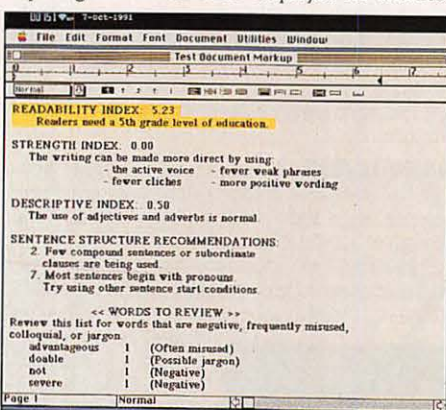 7-Oct-1991
File Edit Format Font Document Utilities Window
Test Document Markup
Normal
READABILITY INDEX: 5.23
Readers need a 5th grade level of education.
STRENGTH INDEX: 0.00
The writing can be made more direct by using:
- the active voice - fewer weak phrases
- fewer cliches - more positive wording
DESCRIPTIVE INDEX: 0.50
The use of adjectives and adverbs is normal.
SENTENCE STRUCTURE RECOMMENDATIONS:
2. Few compound sentences or subordinate
clauses are being used.
7. Most sentences begin with pronouns.
Try using other sentence start conditions.
<< WORDS TO REVIEW >>
Review this list for words that are negative, frequently misused,
colloquial, or jargon.
advantageous 1 (Often misused)
doable 1 (Possible jargon)
not 1 (Negative)
severe 1 (Negative)
Page 1 Normal